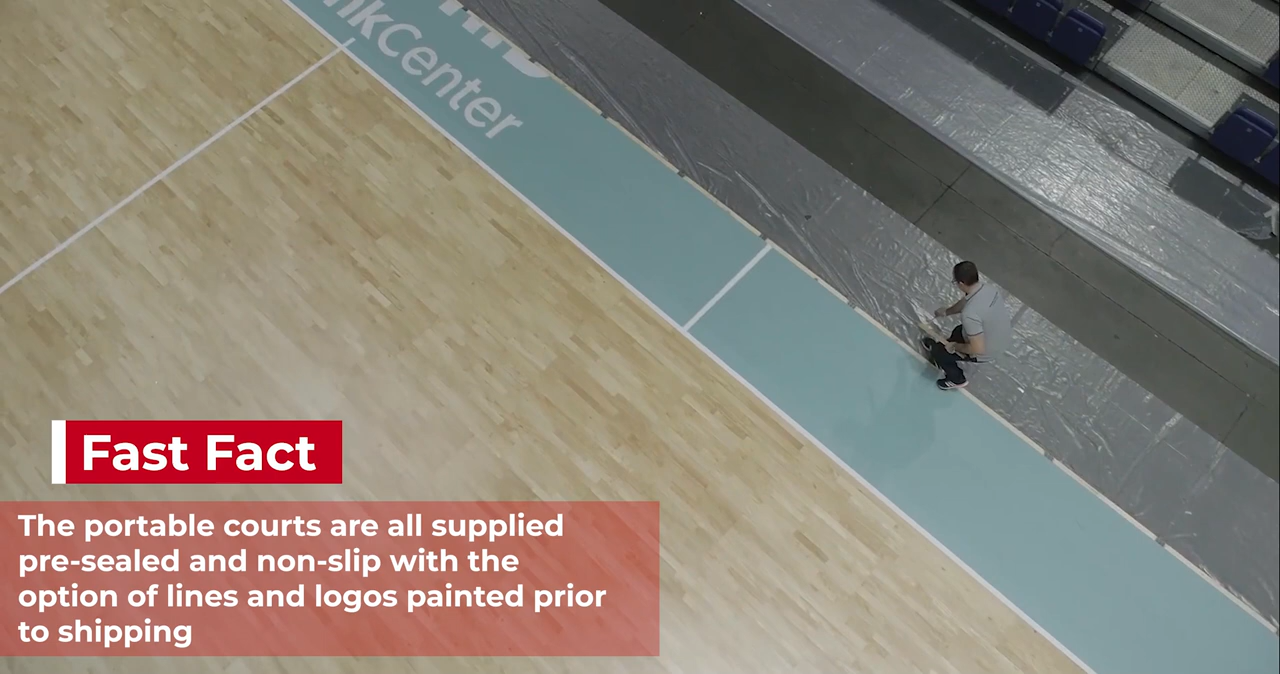 Center
Fast Fact
The portable courts are all supplied
pre-sealed and non-slip with the
option of lines and logos painted prior
to shipping